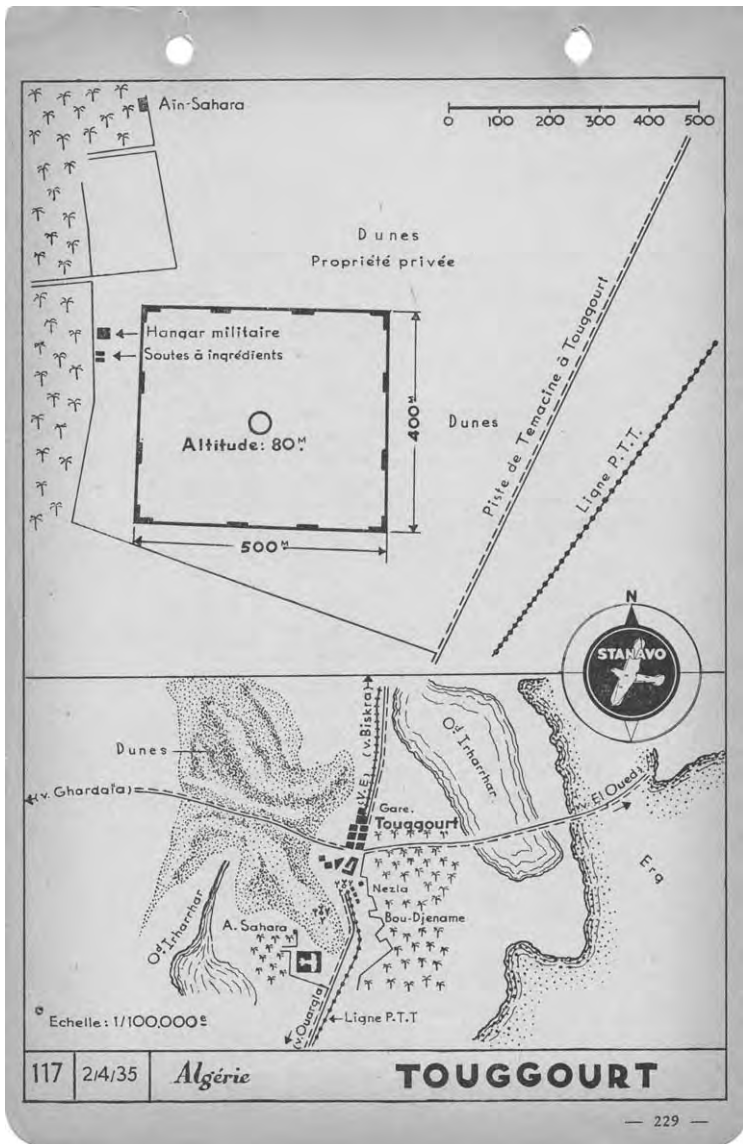 Aïn-Sahara
0 100 200 300 400 500
Dunes
Propriété privée
Hangar militaire
Soutes à ingrédients
Altitude: 80M.
400M
500M
Dunes
Piste de Temacine à Touggourt
Ligne P.T.T.
N
STANAVO
Dunes
(v. Ghardaïa)
(V.E) (v. Biskra)
Od Irharrhar
Gare.
Touggourt
(v. El Oued)
Erg
Nezla
Bou-Djename
Od Irharrhar
A. Sahara
(v. Ouargla)
Ligne P.T.T
Echelle: 1/100,000e
117 2/4/35 Algérie TOUGGOURT
— 229 —